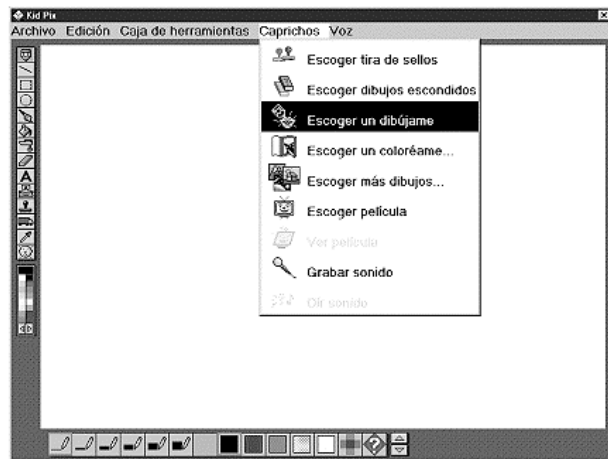 Kid Pix
Archivo Edición Caja de herramientas Caprichos Voz
Escoger tira de sellos
Escoger dibujos escondidos
Escoger un dibújame
Escoger un coloréame...
Escoger más dibujos...
Escoger película
Ver película
Grabar sonido
Oir sonido
A